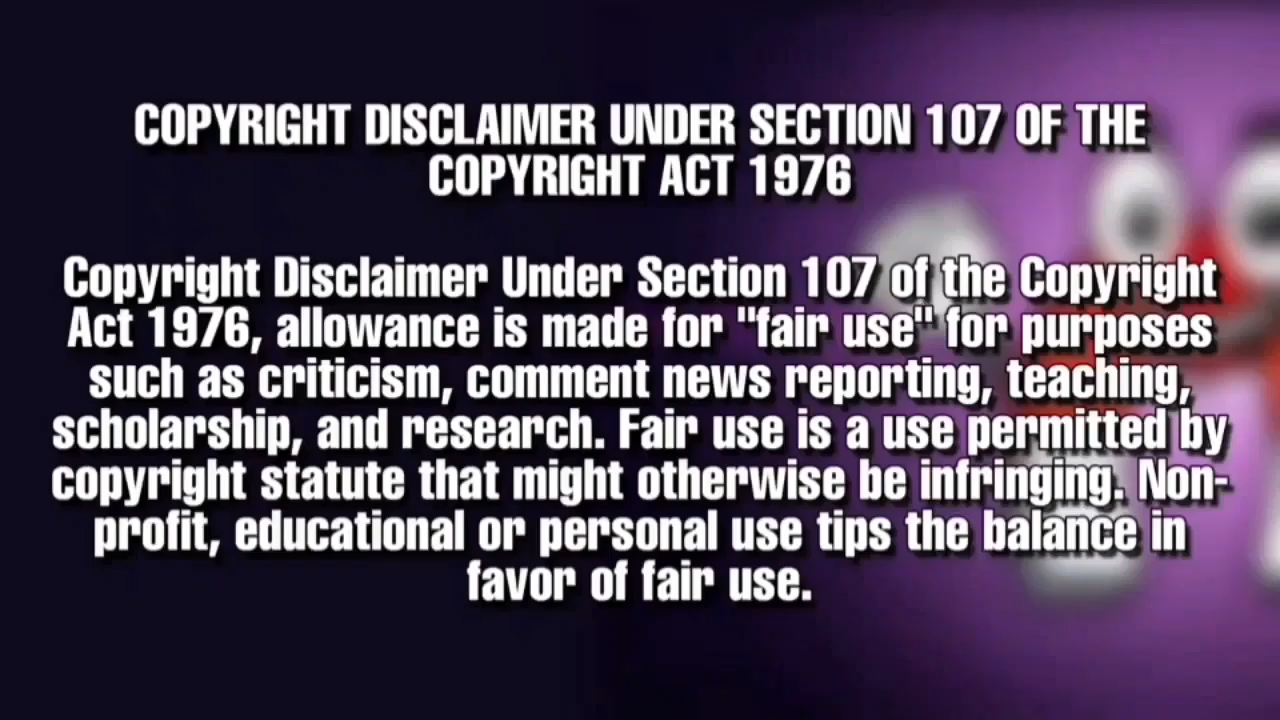 COPYRIGHT DISCLAIMER UNDER SECTION 107 OF THE
COPYRIGHT ACT 1976
Copyright Disclaimer Under Section 107 of the Copyright
Act 1976, allowance is made for "fair use" for purposes
such as criticism, comment news reporting, teaching,
scholarship, and research. Fair use is a use permitted by
copyright statute that might otherwise be infringing. Non-
profit, educational or personal use tips the balance in
favor of fair use.